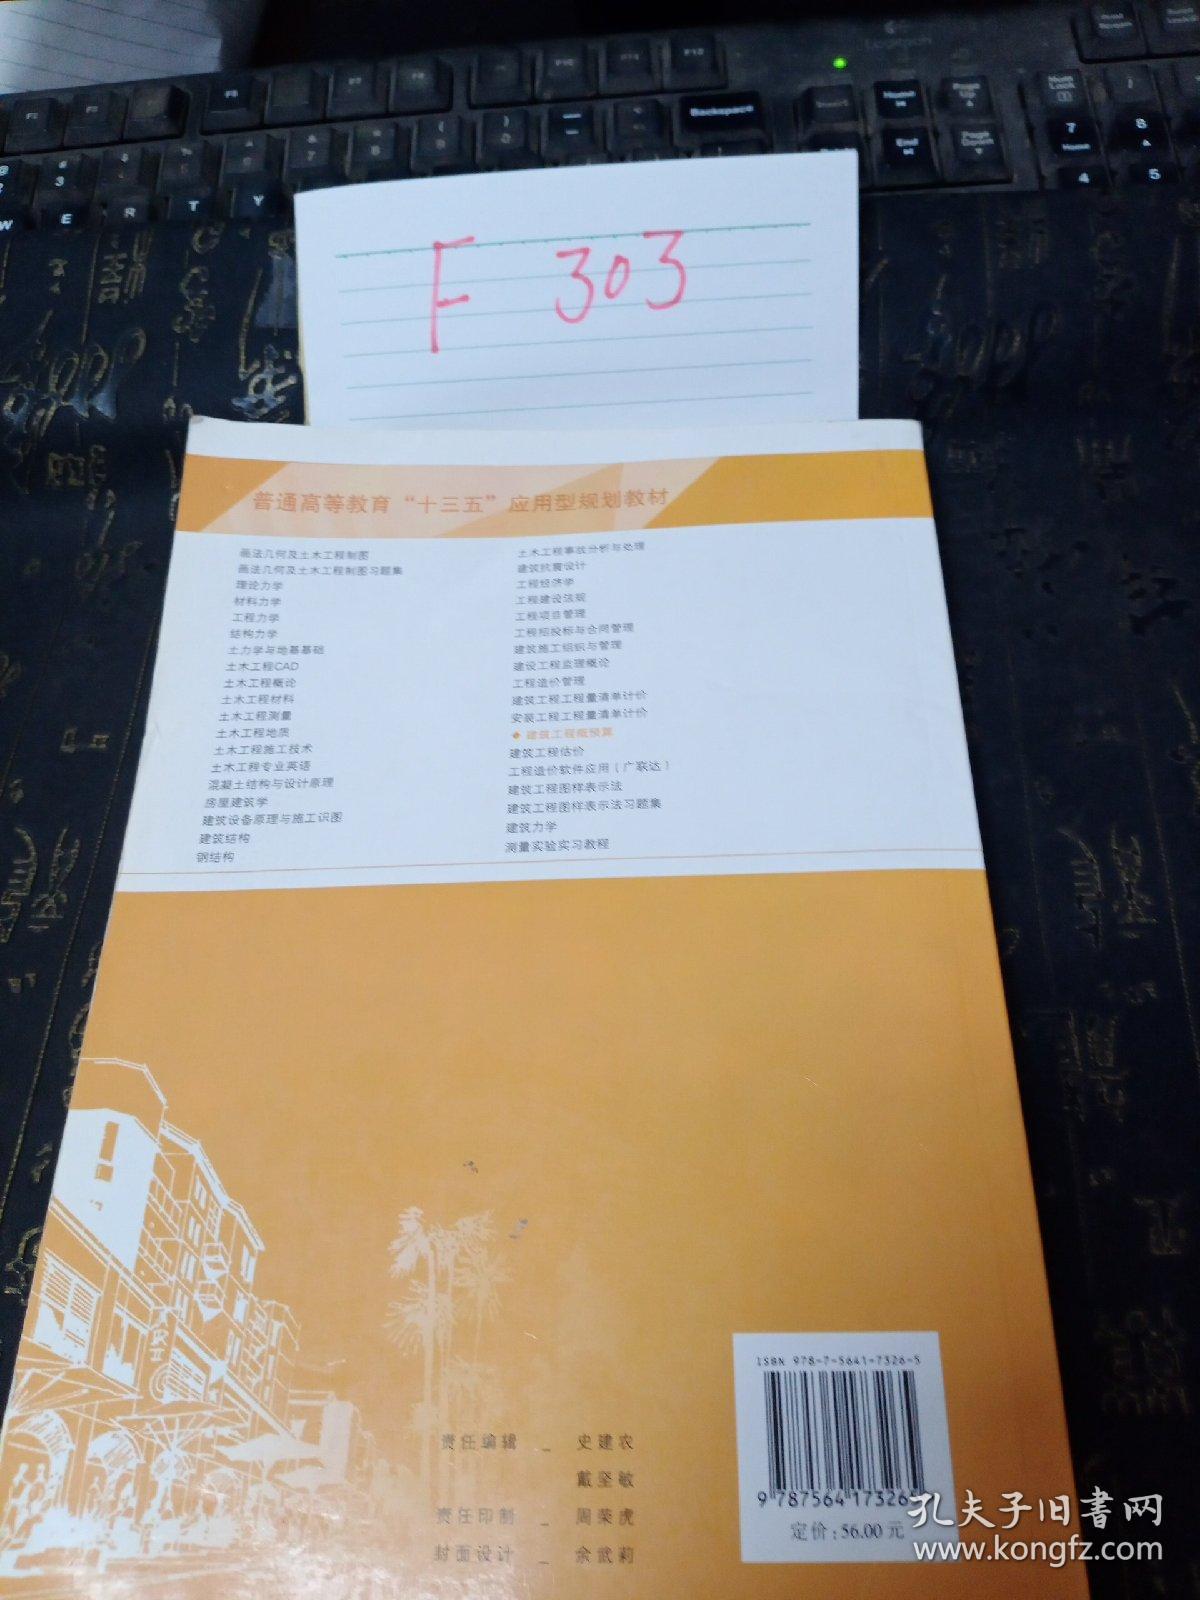 F 303
普通高等教育“十三五”应用型规划教材
画法几何及土木工程制图
画法几何及土木工程制图习题集
理论力学
材料力学
工程力学
结构力学
土力学与地基基础
土木工程CAD
土木工程概论
土木工程材料
土木工程测量
土木工程地质
土木工程施工技术
土木工程专业英语
混凝土结构与设计原理
房屋建筑学
建筑设备原理与施工识图
建筑结构
钢结构
土木工程事故分析与处理
建筑抗震设计
工程经济学
工程建设法规
工程项目管理
工程招投标与合同管理
建筑施工组织与管理
建设工程监理概论
工程造价管理
建筑工程工程量清单计价
安装工程工程量清单计价
◆ 建筑工程概预算
建筑工程估价
工程造价软件应用(广联达)
建筑工程图样表示法
建筑工程图样表示法习题集
建筑力学
测量实验实习教程
责任编辑 _ 史建农
戴坚敏
责任印制 _ 周荣虎
封面设计 _ 余武莉
ISBN 978-7-5641-7326-5
9 787564 17326
定价:56.00元
孔夫子旧书网
www.kongfz.com